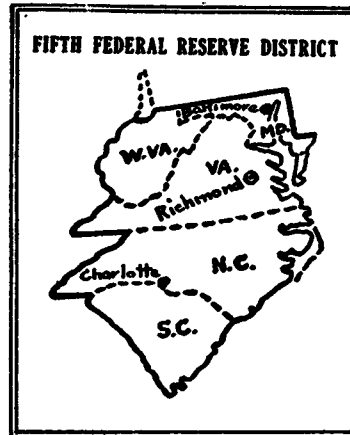 FIFTH FEDERAL RESERVE DISTRICT
Baltimore
MD.
W.VA.
VA.
Richmond
N.C.
Charlotte
S.C.